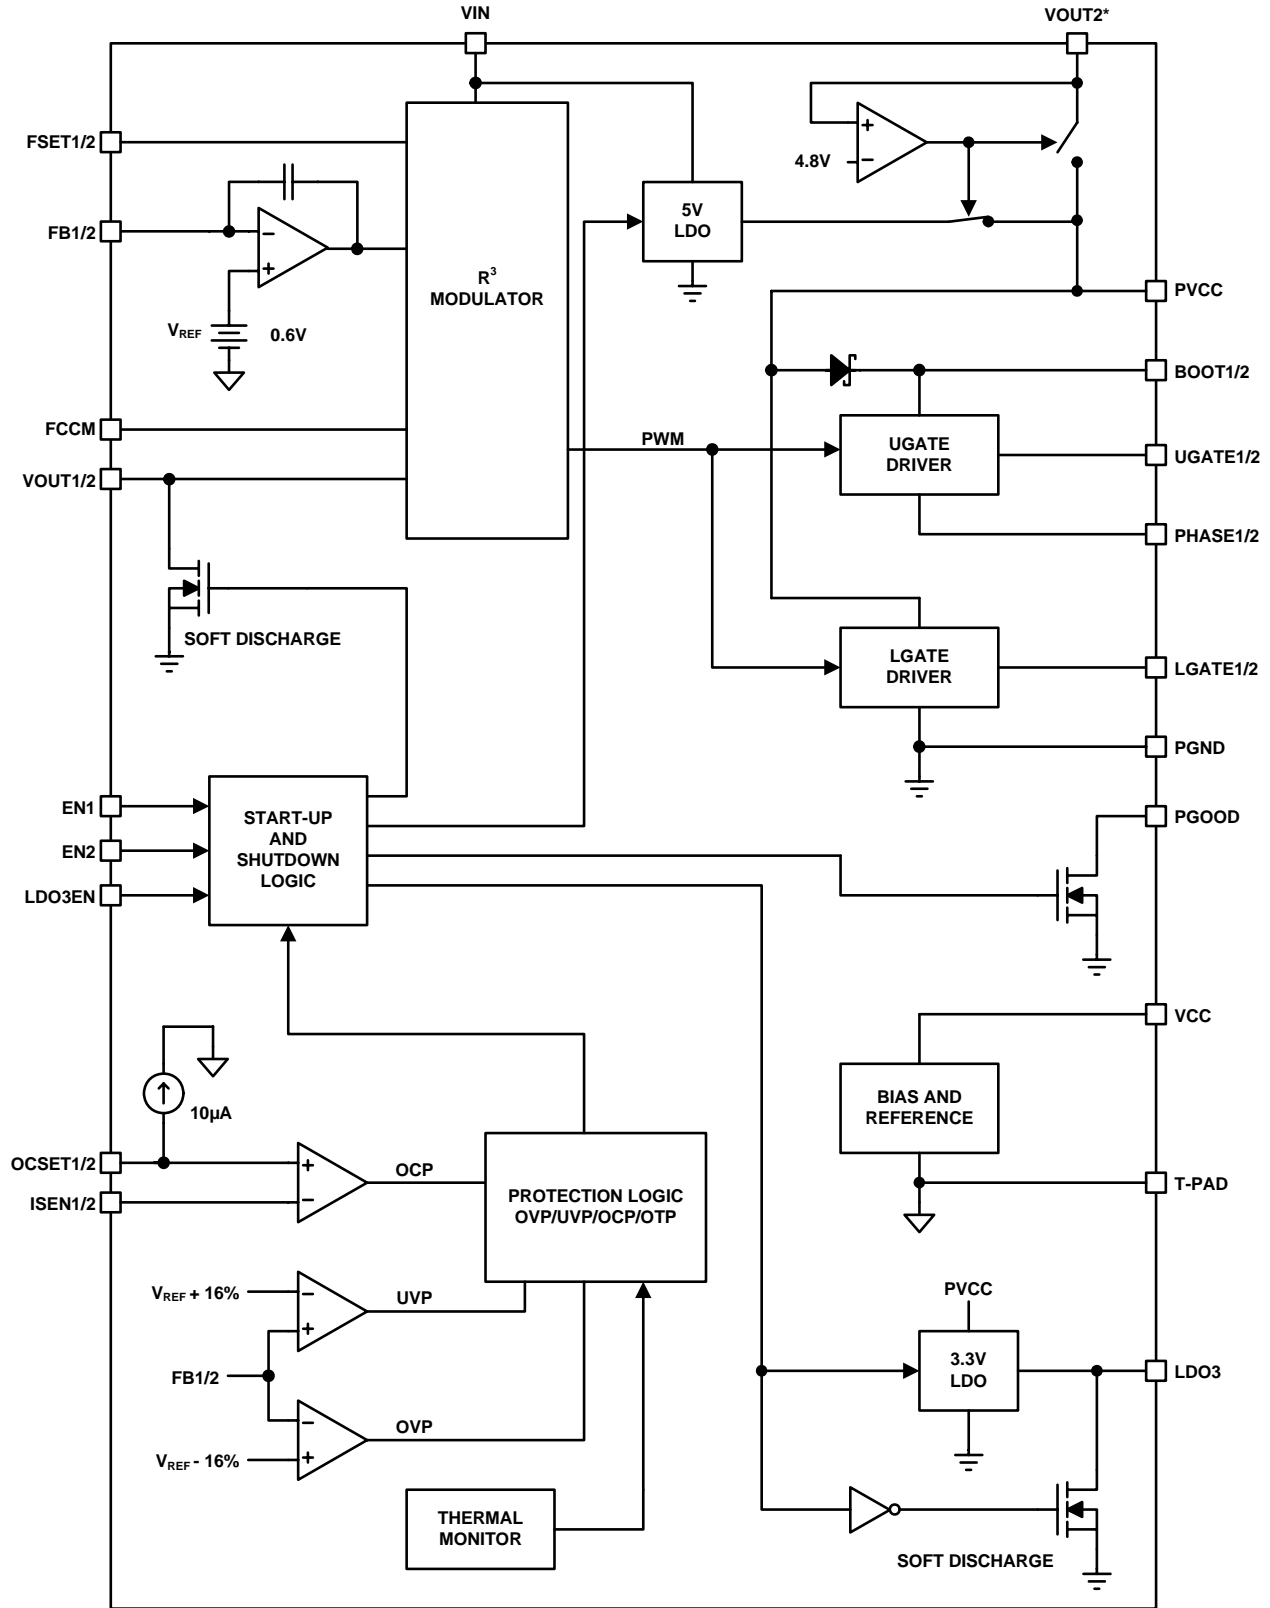 VIN
VOUT2*
FSET1/2
+
4.8V
−
5V
LDO
FB1/2
−
+
R³
MODULATOR
PVCC
VREF
0.6V
BOOT1/2
FCCM
PWM
UGATE
DRIVER
UGATE1/2
VOUT1/2
PHASE1/2
SOFT DISCHARGE
LGATE
DRIVER
LGATE1/2
PGND
EN1
START-UP
AND
SHUTDOWN
LOGIC
PGOOD
EN2
LDO3EN
VCC
10µA
BIAS AND
REFERENCE
OCSET1/2
+
OCP
ISEN1/2
−
PROTECTION LOGIC
OVP/UVP/OCP/OTP
T-PAD
VREF + 16%
−
UVP
+
PVCC
FB1/2
3.3V
LDO
LDO3
−
OVP
VREF - 16%
+
THERMAL
MONITOR
SOFT DISCHARGE